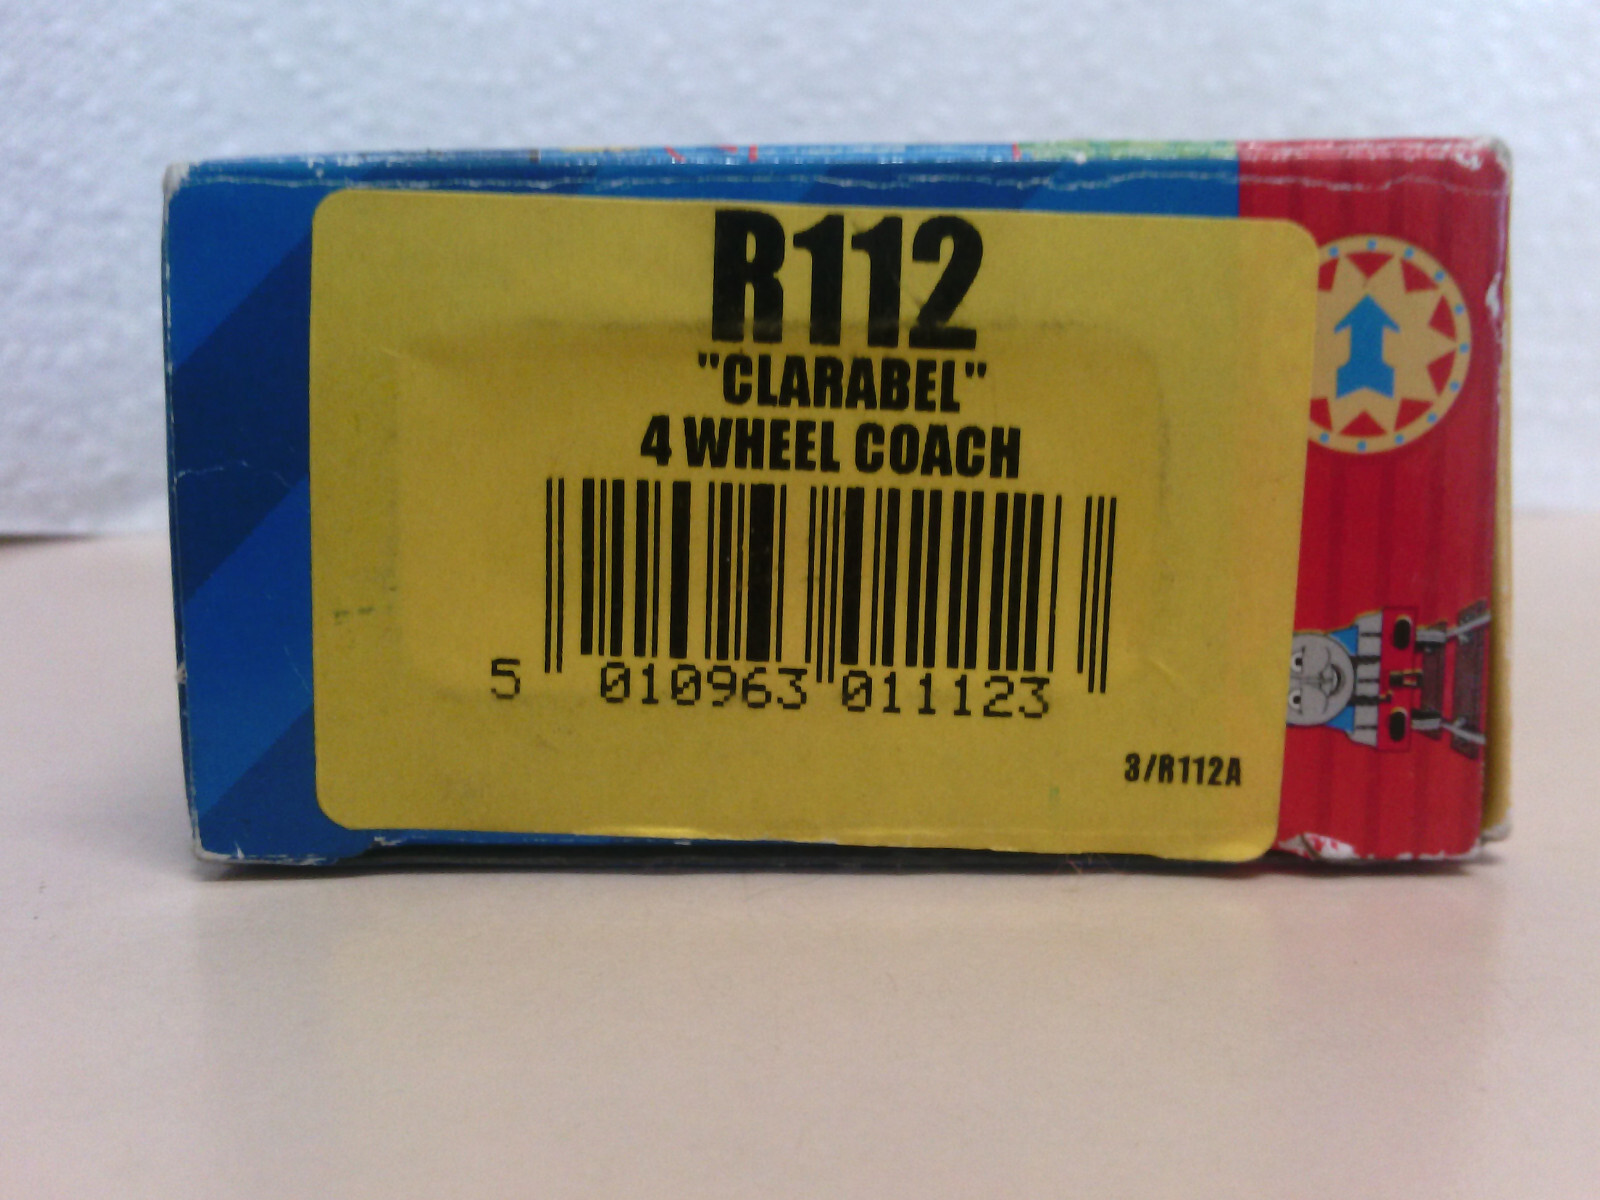 R112
"CLARABEL"
4 WHEEL COACH
5 010963 011123
3/R112A